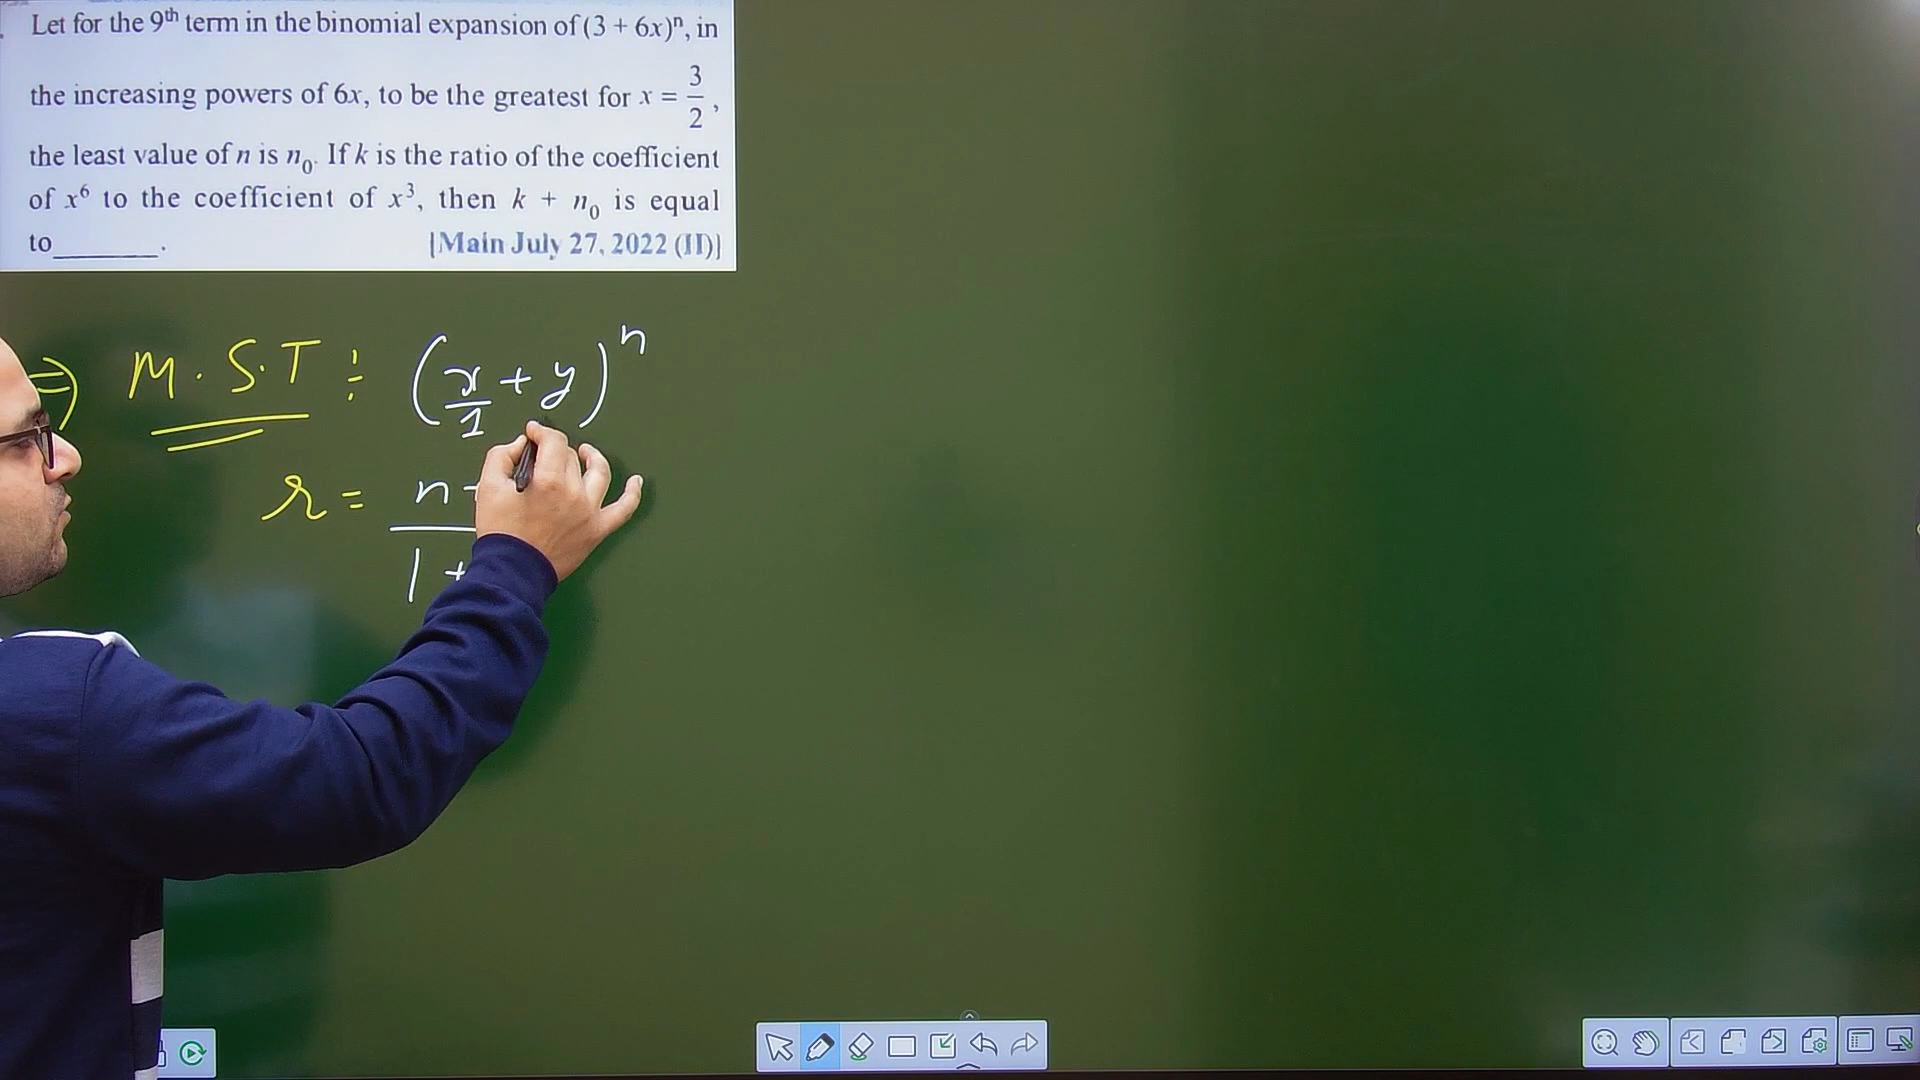 Let for the 9th term in the binomial expansion of (3 + 6x)ⁿ, in
the increasing powers of 6x, to be the greatest for x = 3/2,
the least value of n is n₀. If k is the ratio of the coefficient
of x⁶ to the coefficient of x³, then k + n₀ is equal
to________. [Main July 27, 2022 (II)]
⇒ M.S.T : (x/1 + y)ⁿ
r = n
1 +